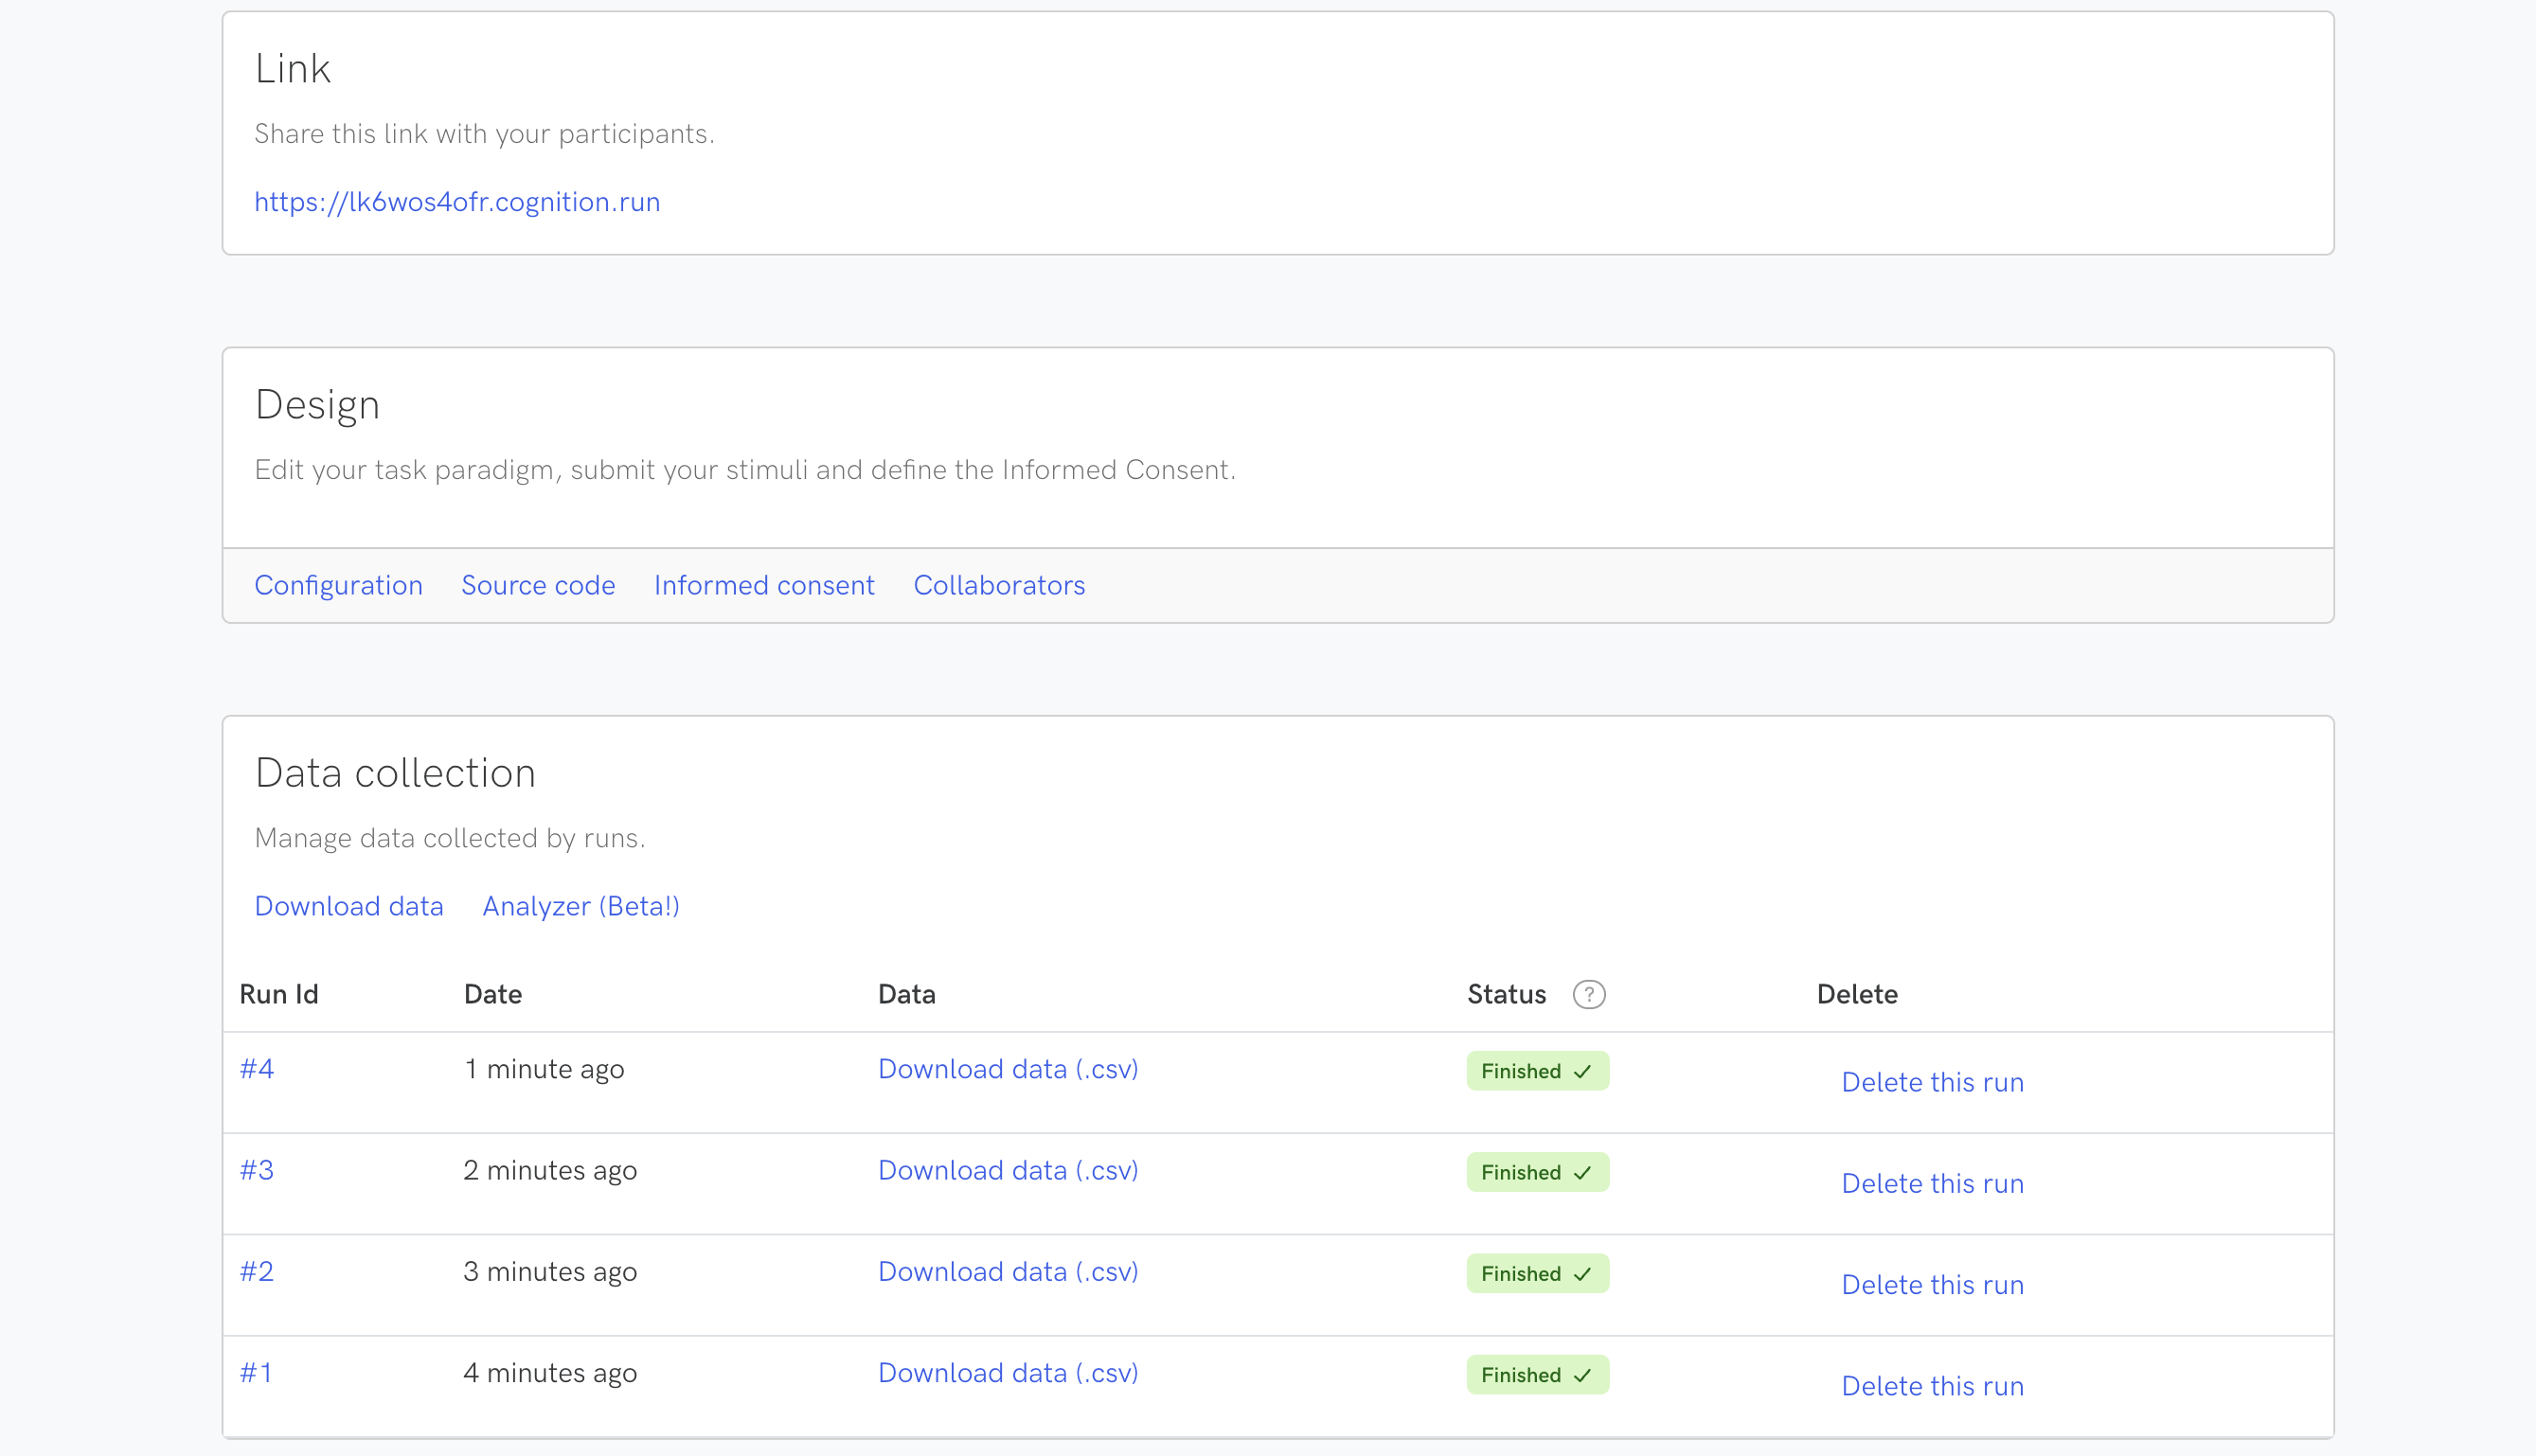 Link
Share this link with your participants.
https://lk6wos4ofr.cognition.run
Design
Edit your task paradigm, submit your stimuli and define the Informed Consent.
Configuration Source code Informed consent Collaborators
Data collection
Manage data collected by runs.
Download data Analyzer (Beta!)
Run Id Date Data Status ? Delete
#4 1 minute ago Download data (.csv) Finished ✓ Delete this run
#3 2 minutes ago Download data (.csv) Finished ✓ Delete this run
#2 3 minutes ago Download data (.csv) Finished ✓ Delete this run
#1 4 minutes ago Download data (.csv) Finished ✓ Delete this run